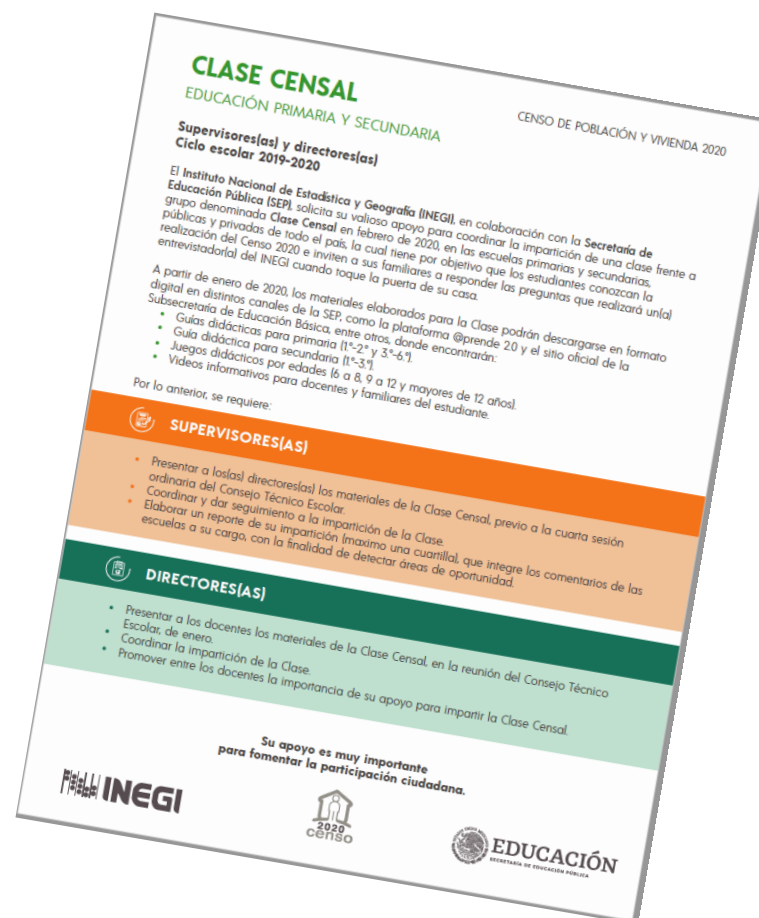 CLASE CENSAL
EDUCACIÓN PRIMARIA Y SECUNDARIA
CENSO DE POBLACIÓN Y VIVIENDA 2020
Supervisores(as) y directores(as)
Ciclo escolar 2019-2020
El Instituto Nacional de Estadística y Geografía (INEGI), en colaboración con la Secretaría de
Educación Pública (SEP), solicita su valioso apoyo para coordinar la impartición de una clase frente a
grupo denominada Clase Censal en febrero de 2020, en las escuelas primarias y secundarias,
públicas y privadas de todo el país, la cual tiene por objetivo que los estudiantes conozcan la
realización del Censo 2020 e inviten a sus familiares a responder las preguntas que realizará un(a)
entrevistador(a) del INEGI cuando toque la puerta de su casa.
A partir de enero de 2020, los materiales elaborados para la Clase podrán descargarse en formato
digital en distintos canales de la SEP, como la plataforma @prende 2.0 y el sitio oficial de la
Subsecretaría de Educación Básica, entre otros, donde encontrarán:
• Guías didácticas para primaria (1.°-2.° y 3.°-6.°).
• Guía didáctica para secundaria (1.°-3.°).
• Juegos didácticos por edades (6 a 8, 9 a 12 y mayores de 12 años).
• Videos informativos para docentes y familiares del estudiante.
Por lo anterior, se requiere:
SUPERVISORES(AS)
• Presentar a los(as) directores(as) los materiales de la Clase Censal, previo a la cuarta sesión
ordinaria del Consejo Técnico Escolar.
• Coordinar y dar seguimiento a la impartición de la Clase.
• Elaborar un reporte de su impartición (maximo una cuartilla), que integre los comentarios de las
escuelas a su cargo, con la finalidad de detectar áreas de oportunidad.
DIRECTORES(AS)
• Presentar a los docentes los materiales de la Clase Censal, en la reunión del Consejo Técnico
Escolar, de enero.
• Coordinar la impartición de la Clase.
• Promover entre los docentes la importancia de su apoyo para impartir la Clase Censal.
Su apoyo es muy importante
para fomentar la participación ciudadana.
INEGI
2020
censo
EDUCACIÓN
SECRETARÍA DE EDUCACIÓN PÚBLICA